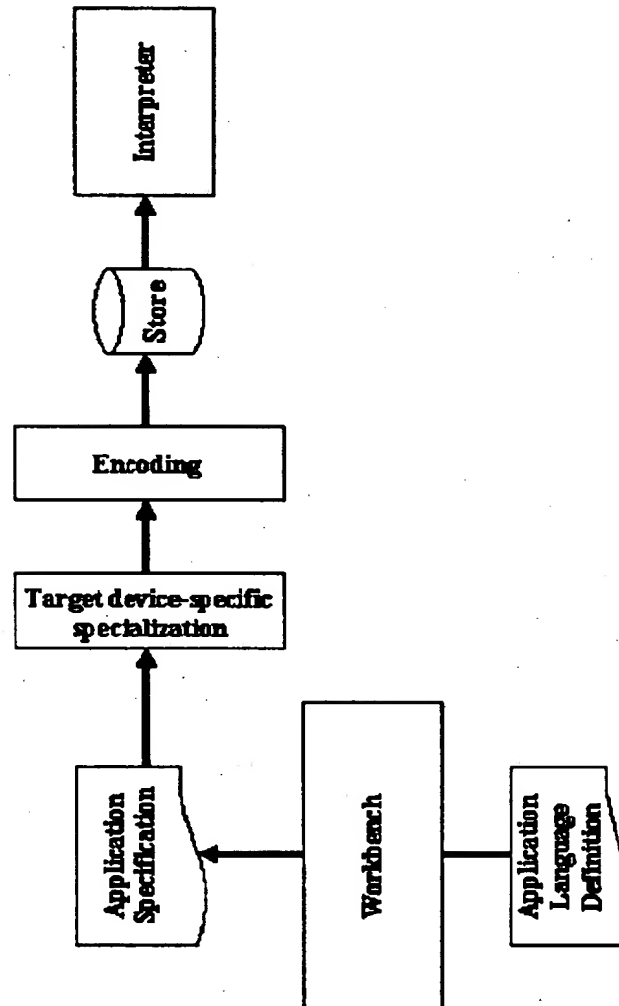 Interpreter
Store
Encoding
Target device-specific
specialization
Application
Specification
Workbench
Application
Language
Definition